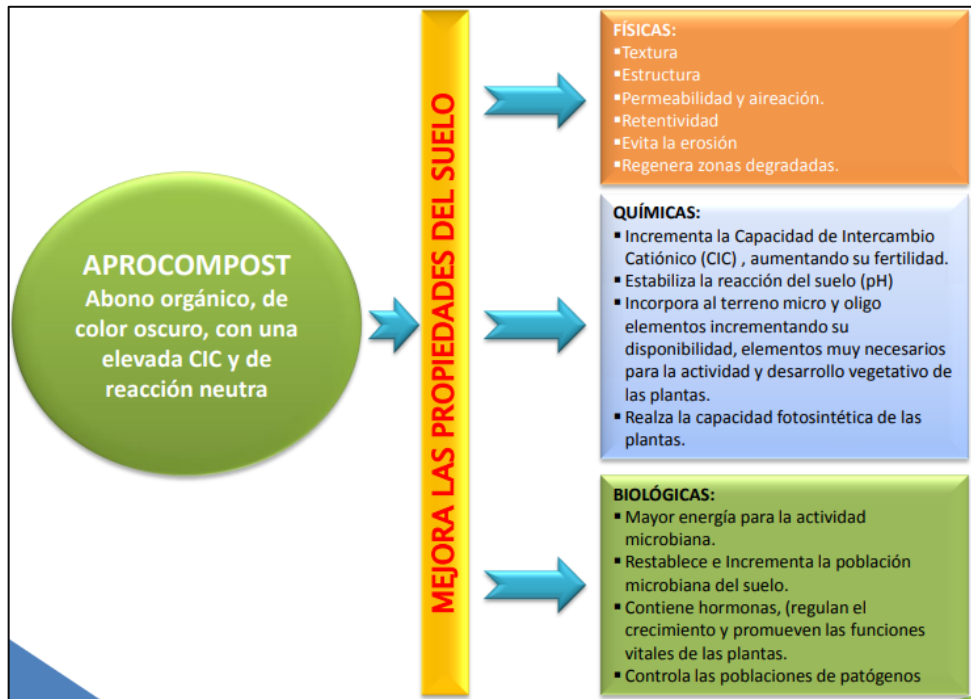 APROCOMPOST
Abono orgánico, de
color oscuro, con una
elevada CIC y de
reacción neutra
MEJORA LAS PROPIEDADES DEL SUELO
FÍSICAS:
▪Textura
▪Estructura
▪Permeabilidad y aireación.
▪Retentividad
▪Evita la erosión
▪Regenera zonas degradadas.
QUÍMICAS:
▪ Incrementa la Capacidad de Intercambio
Catiónico (CIC) , aumentando su fertilidad.
▪ Estabiliza la reacción del suelo (pH)
▪ Incorpora al terreno micro y oligo
elementos incrementando su
disponibilidad, elementos muy necesarios
para la actividad y desarrollo vegetativo de
las plantas.
▪ Realza la capacidad fotosintética de las
plantas.
BIOLÓGICAS:
▪ Mayor energía para la actividad
microbiana.
▪ Restablece e Incrementa la población
microbiana del suelo.
▪ Contiene hormonas, (regulan el
crecimiento y promueven las funciones
vitales de las plantas.
▪ Controla las poblaciones de patógenos